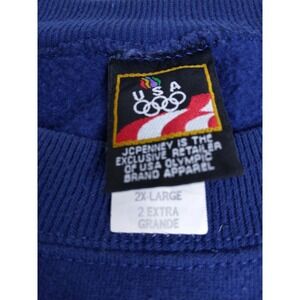 USA
JCPENNEY IS THE
EXCLUSIVE RETAILER
OF USA OLYMPIC
BRAND APPAREL
2X-LARGE
2 EXTRA
GRANDE